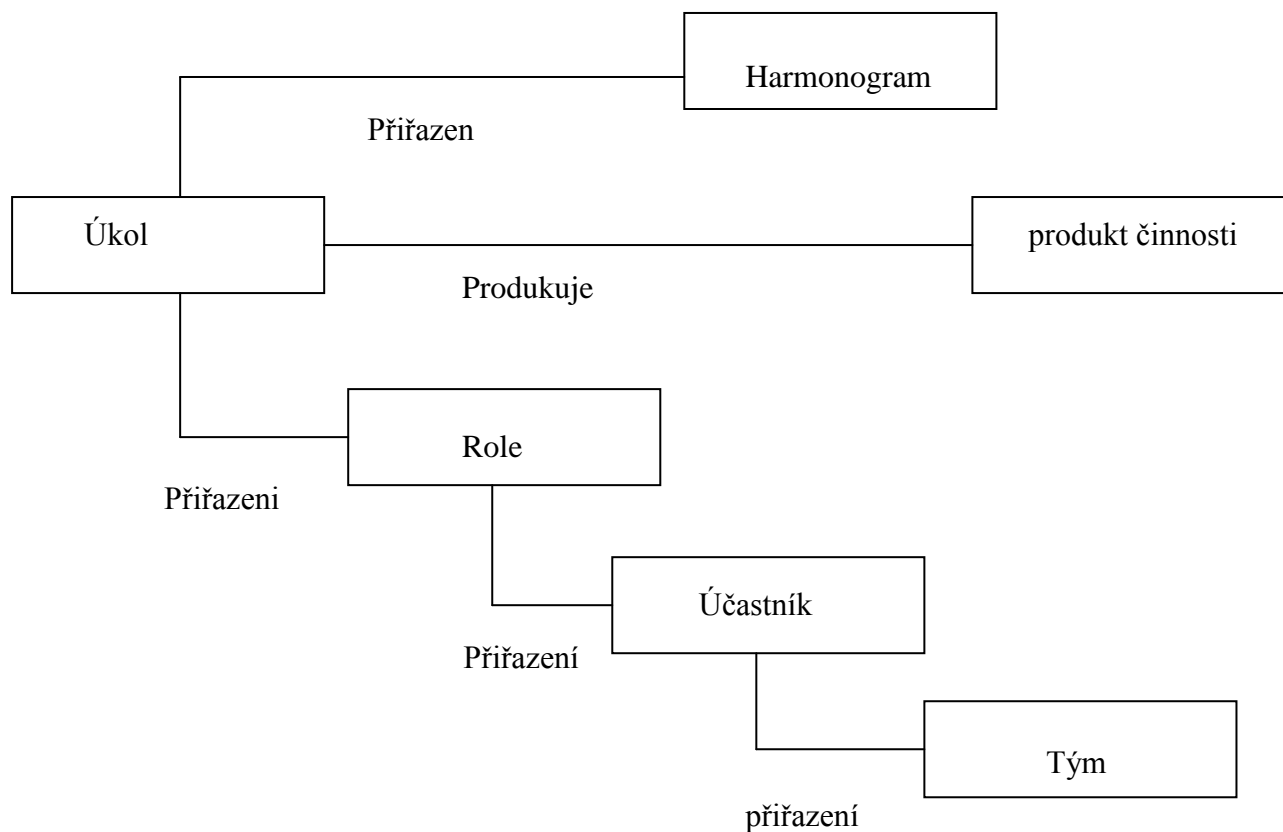 Harmonogram
Přiřazen
Úkol
produkt činnosti
Produkuje
Role
Přiřazeni
Účastník
Přiřazení
Tým
přiřazení